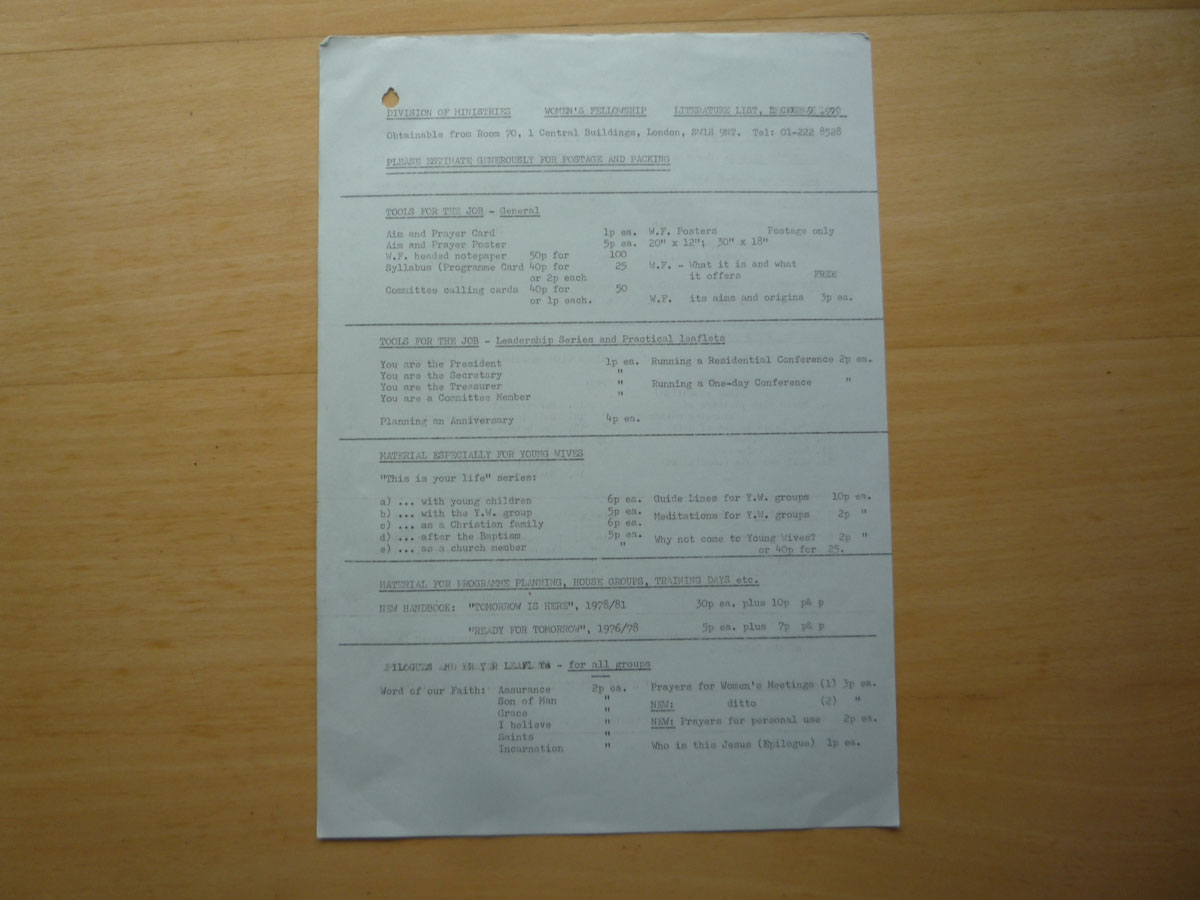 DIVISION OF MINISTRIES WOMEN'S FELLOWSHIP LITERATURE LIST,
Obtainable from Room 70, 1 Central Buildings, London, SW1H 9NT. Tel: 01-222 8528
PLEASE ESTIMATE GENEROUSLY FOR POSTAGE AND PACKING
TOOLS FOR THE JOB - General
Aim and Prayer Card 1p ea. W.F. Posters Postage only
Aim and Prayer Poster 5p ea. 20" x 12"; 30" x 18"
W.F. headed notepaper 50p for 100
Syllabus (Programme Card 40p for 25 W.F. - What it is and what
or 2p each it offers FREE
Committee calling cards 40p for 50
or 1p each. W.F. its aims and origins 3p ea.
TOOLS FOR THE JOB - Leadership Series and Practical leaflets
You are the President 1p ea. Running a Residential Conference 2p ea.
You are the Secretary "
You are the Treasurer " Running a One-day Conference "
You are a Committee Member "
Planning an Anniversary 4p ea.
MATERIAL ESPECIALLY FOR YOUNG WIVES
"This is your life" series:
a) ... with young children 6p ea. Guide Lines for Y.W. groups 10p ea.
b) ... with the Y.W. group 5p ea. Meditations for Y.W. groups 2p "
c) ... as a Christian family 6p ea.
d) ... after the Baptism 5p ea. Why not come to Young Wives? 2p "
e) ... as a church member " or 40p for 25.
MATERIAL FOR PROGRAMME PLANNING, HOUSE GROUPS, TRAINING DAYS etc.
NEW HANDBOOK: "TOMORROW IS HERE", 1978/81 30p ea. plus 10p p& p
"READY FOR TOMORROW", 1976/78 5p ea. plus 7p p& p
EPILOGUES AND PRAYER LEAFLETS - for all groups
Word of our Faith: Assurance 2p ea. Prayers for Women's Meetings (1) 3p ea.
Son of Man " NEW: ditto (2) "
Grace "
I believe " NEW: Prayers for personal use 2p ea.
Saints "
Incarnation " Who is this Jesus (Epilogue) 1p ea.